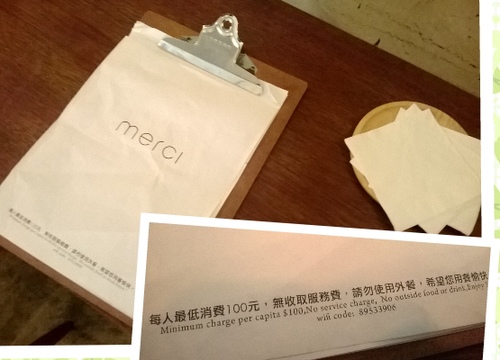 merci
每人最低消費100元，無收取服務費，請勿使用外餐，希望您用餐愉快
Minimum charge per capita $100,No service charge, No outside food or drink,Enjoy
wifi code: 89533906